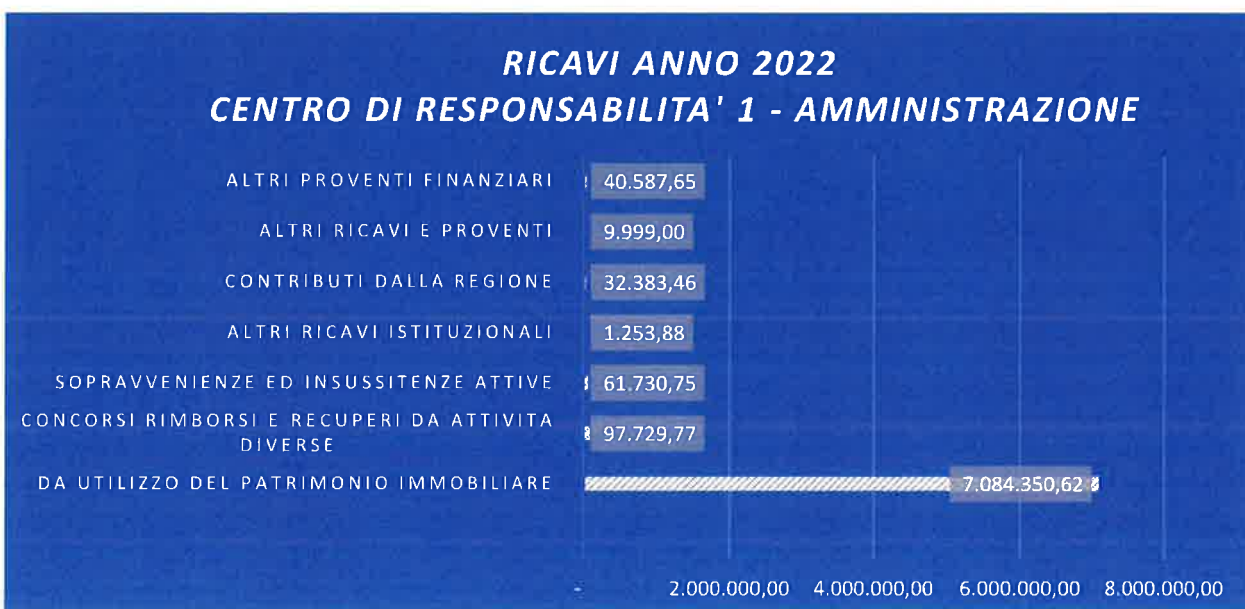 RICAVI ANNO 2022
CENTRO DI RESPONSABILITA' 1 - AMMINISTRAZIONE
ALTRI PROVENTI FINANZIARI 40.587,65
ALTRI RICAVI E PROVENTI 9.999,00
CONTRIBUTI DALLA REGIONE 32.383,46
ALTRI RICAVI ISTITUZIONALI 1.253,88
SOPRAVVENIENZE ED INSUSSITENZE ATTIVE 61.730,75
CONCORSI RIMBORSI E RECUPERI DA ATTIVITA
DIVERSE 97.729,77
DA UTILIZZO DEL PATRIMONIO IMMOBILIARE 7.084.350,62
- 2.000.000,00 4.000.000,00 6.000.000,00 8.000.000,00